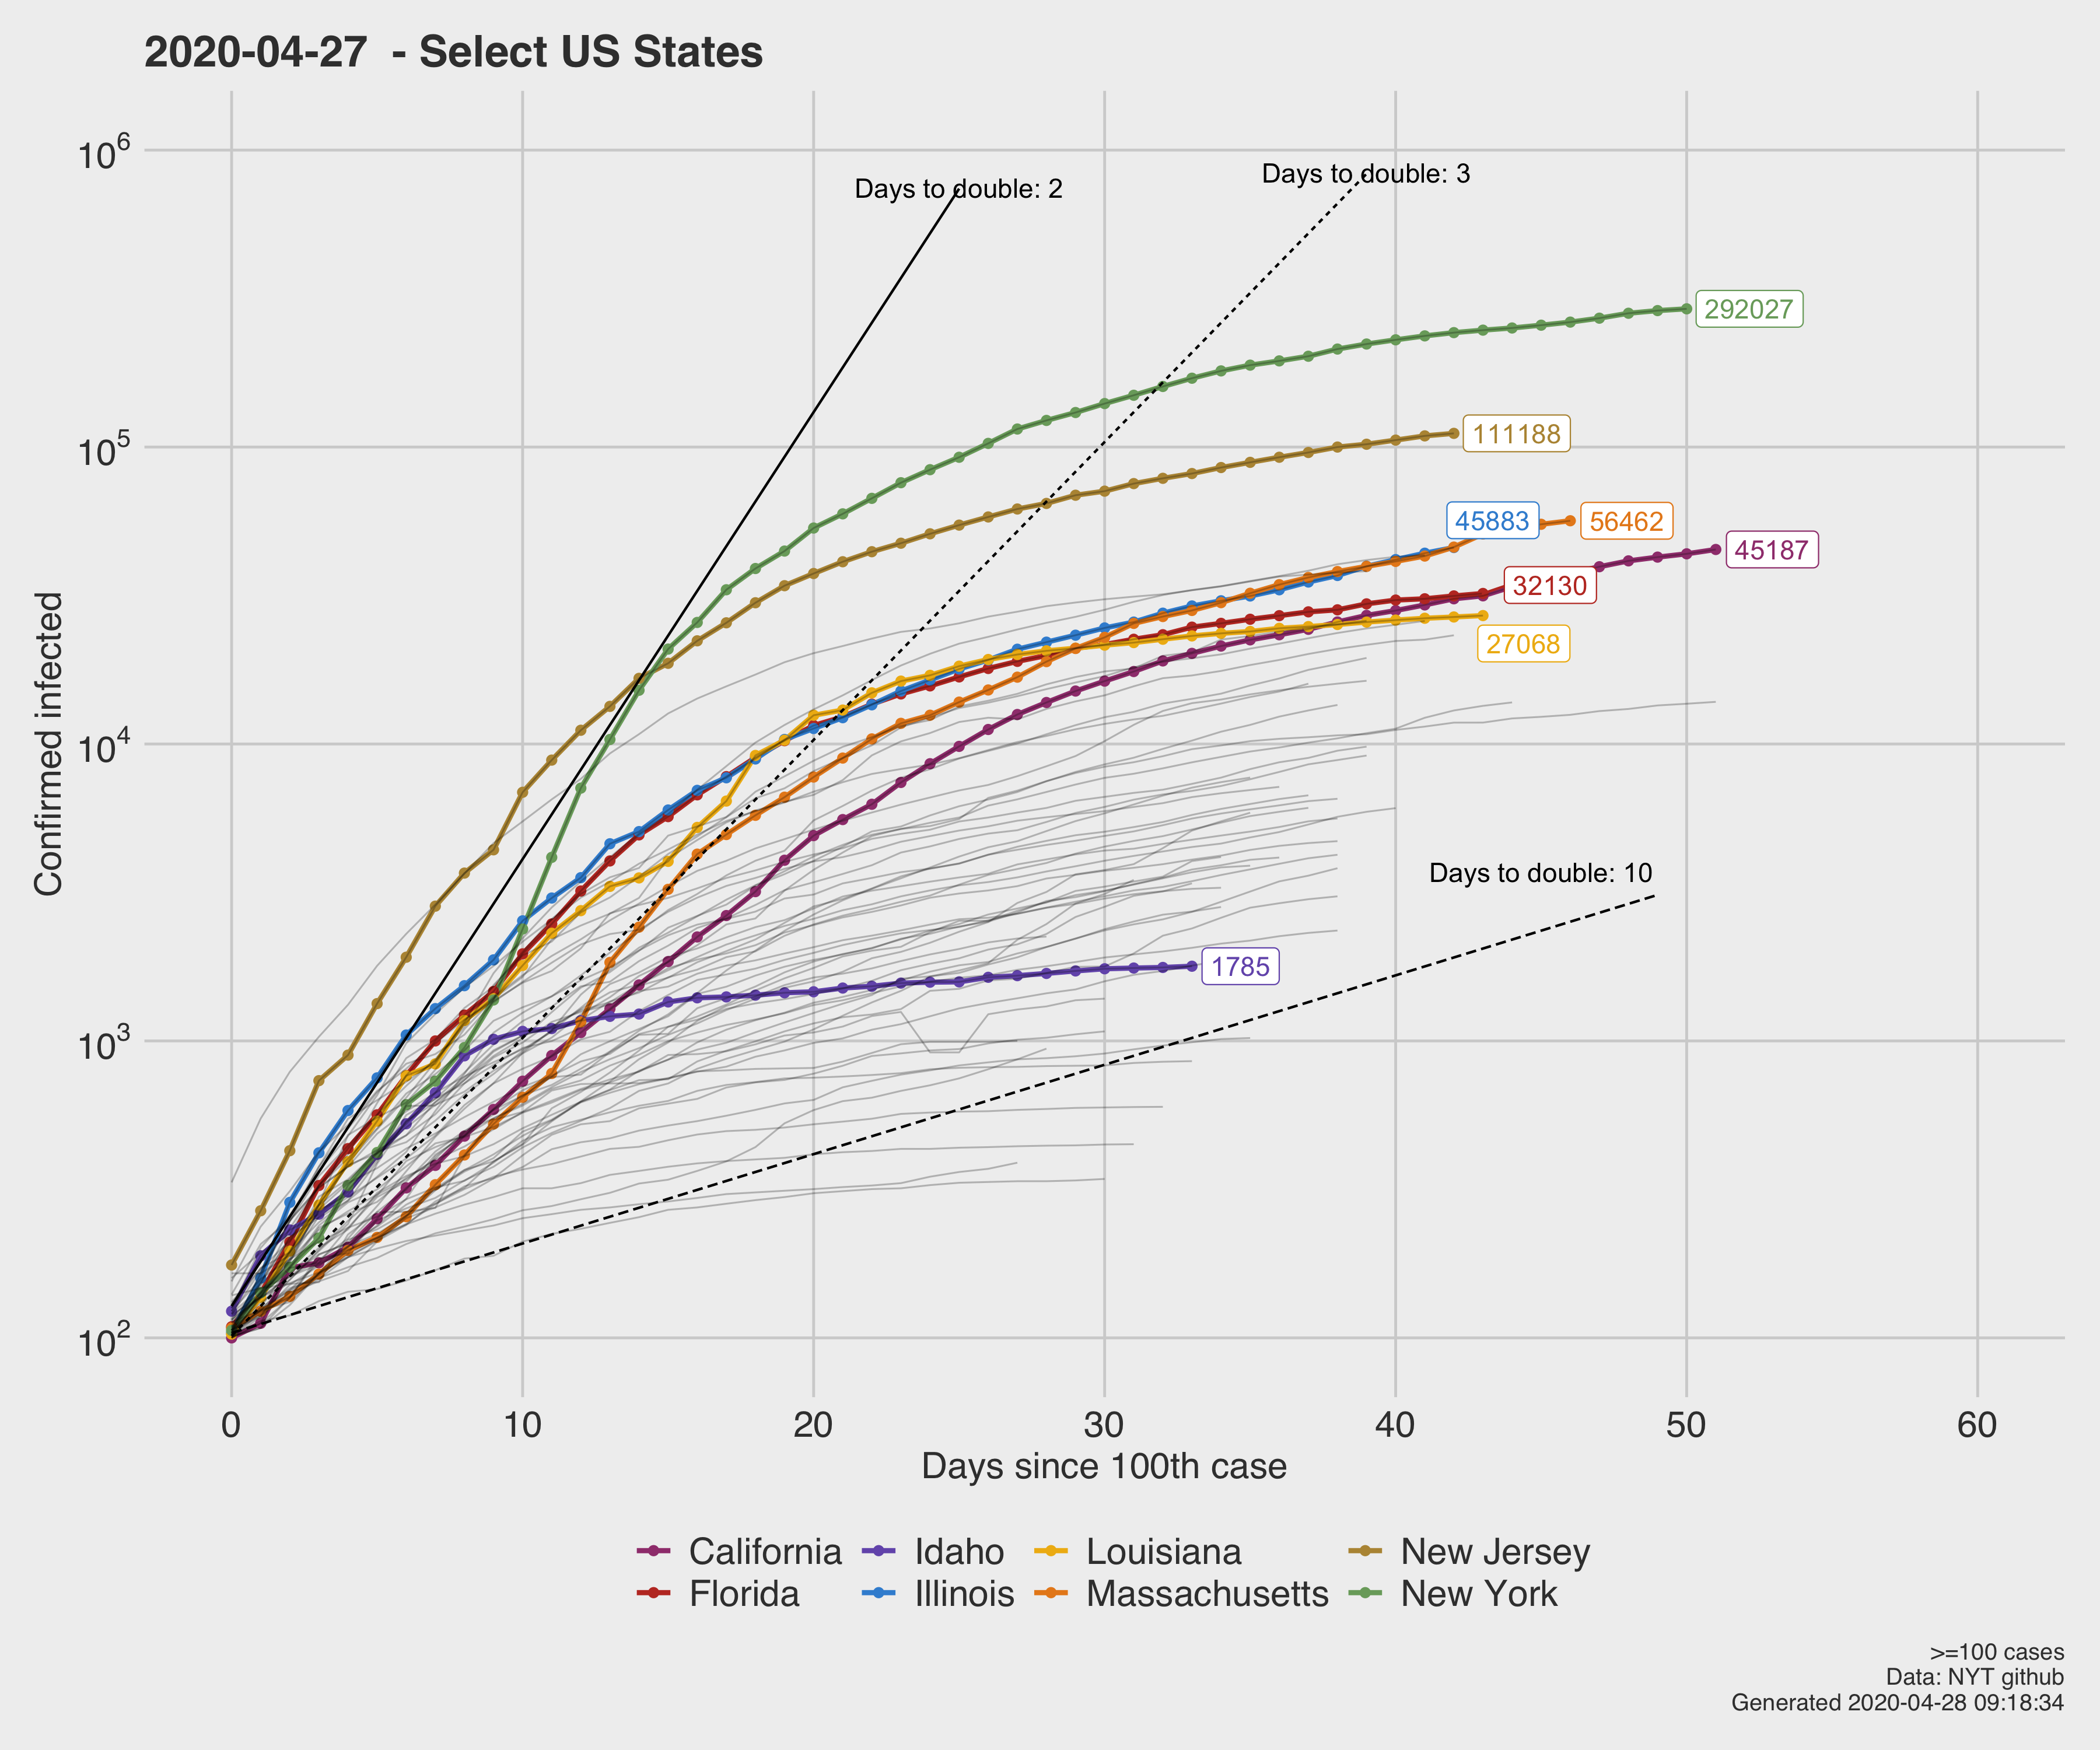 2020-04-27  - Select US States
Confirmed infected
10^6
10^5
10^4
10^3
10^2
Days to double: 2
Days to double: 3
Days to double: 10
292027
111188
45883
56462
45187
32130
27068
1785
0 10 20 30 40 50 60
Days since 100th case
California Idaho Louisiana New Jersey
Florida Illinois Massachusetts New York
>=100 cases
Data: NYT github
Generated 2020-04-28 09:18:34